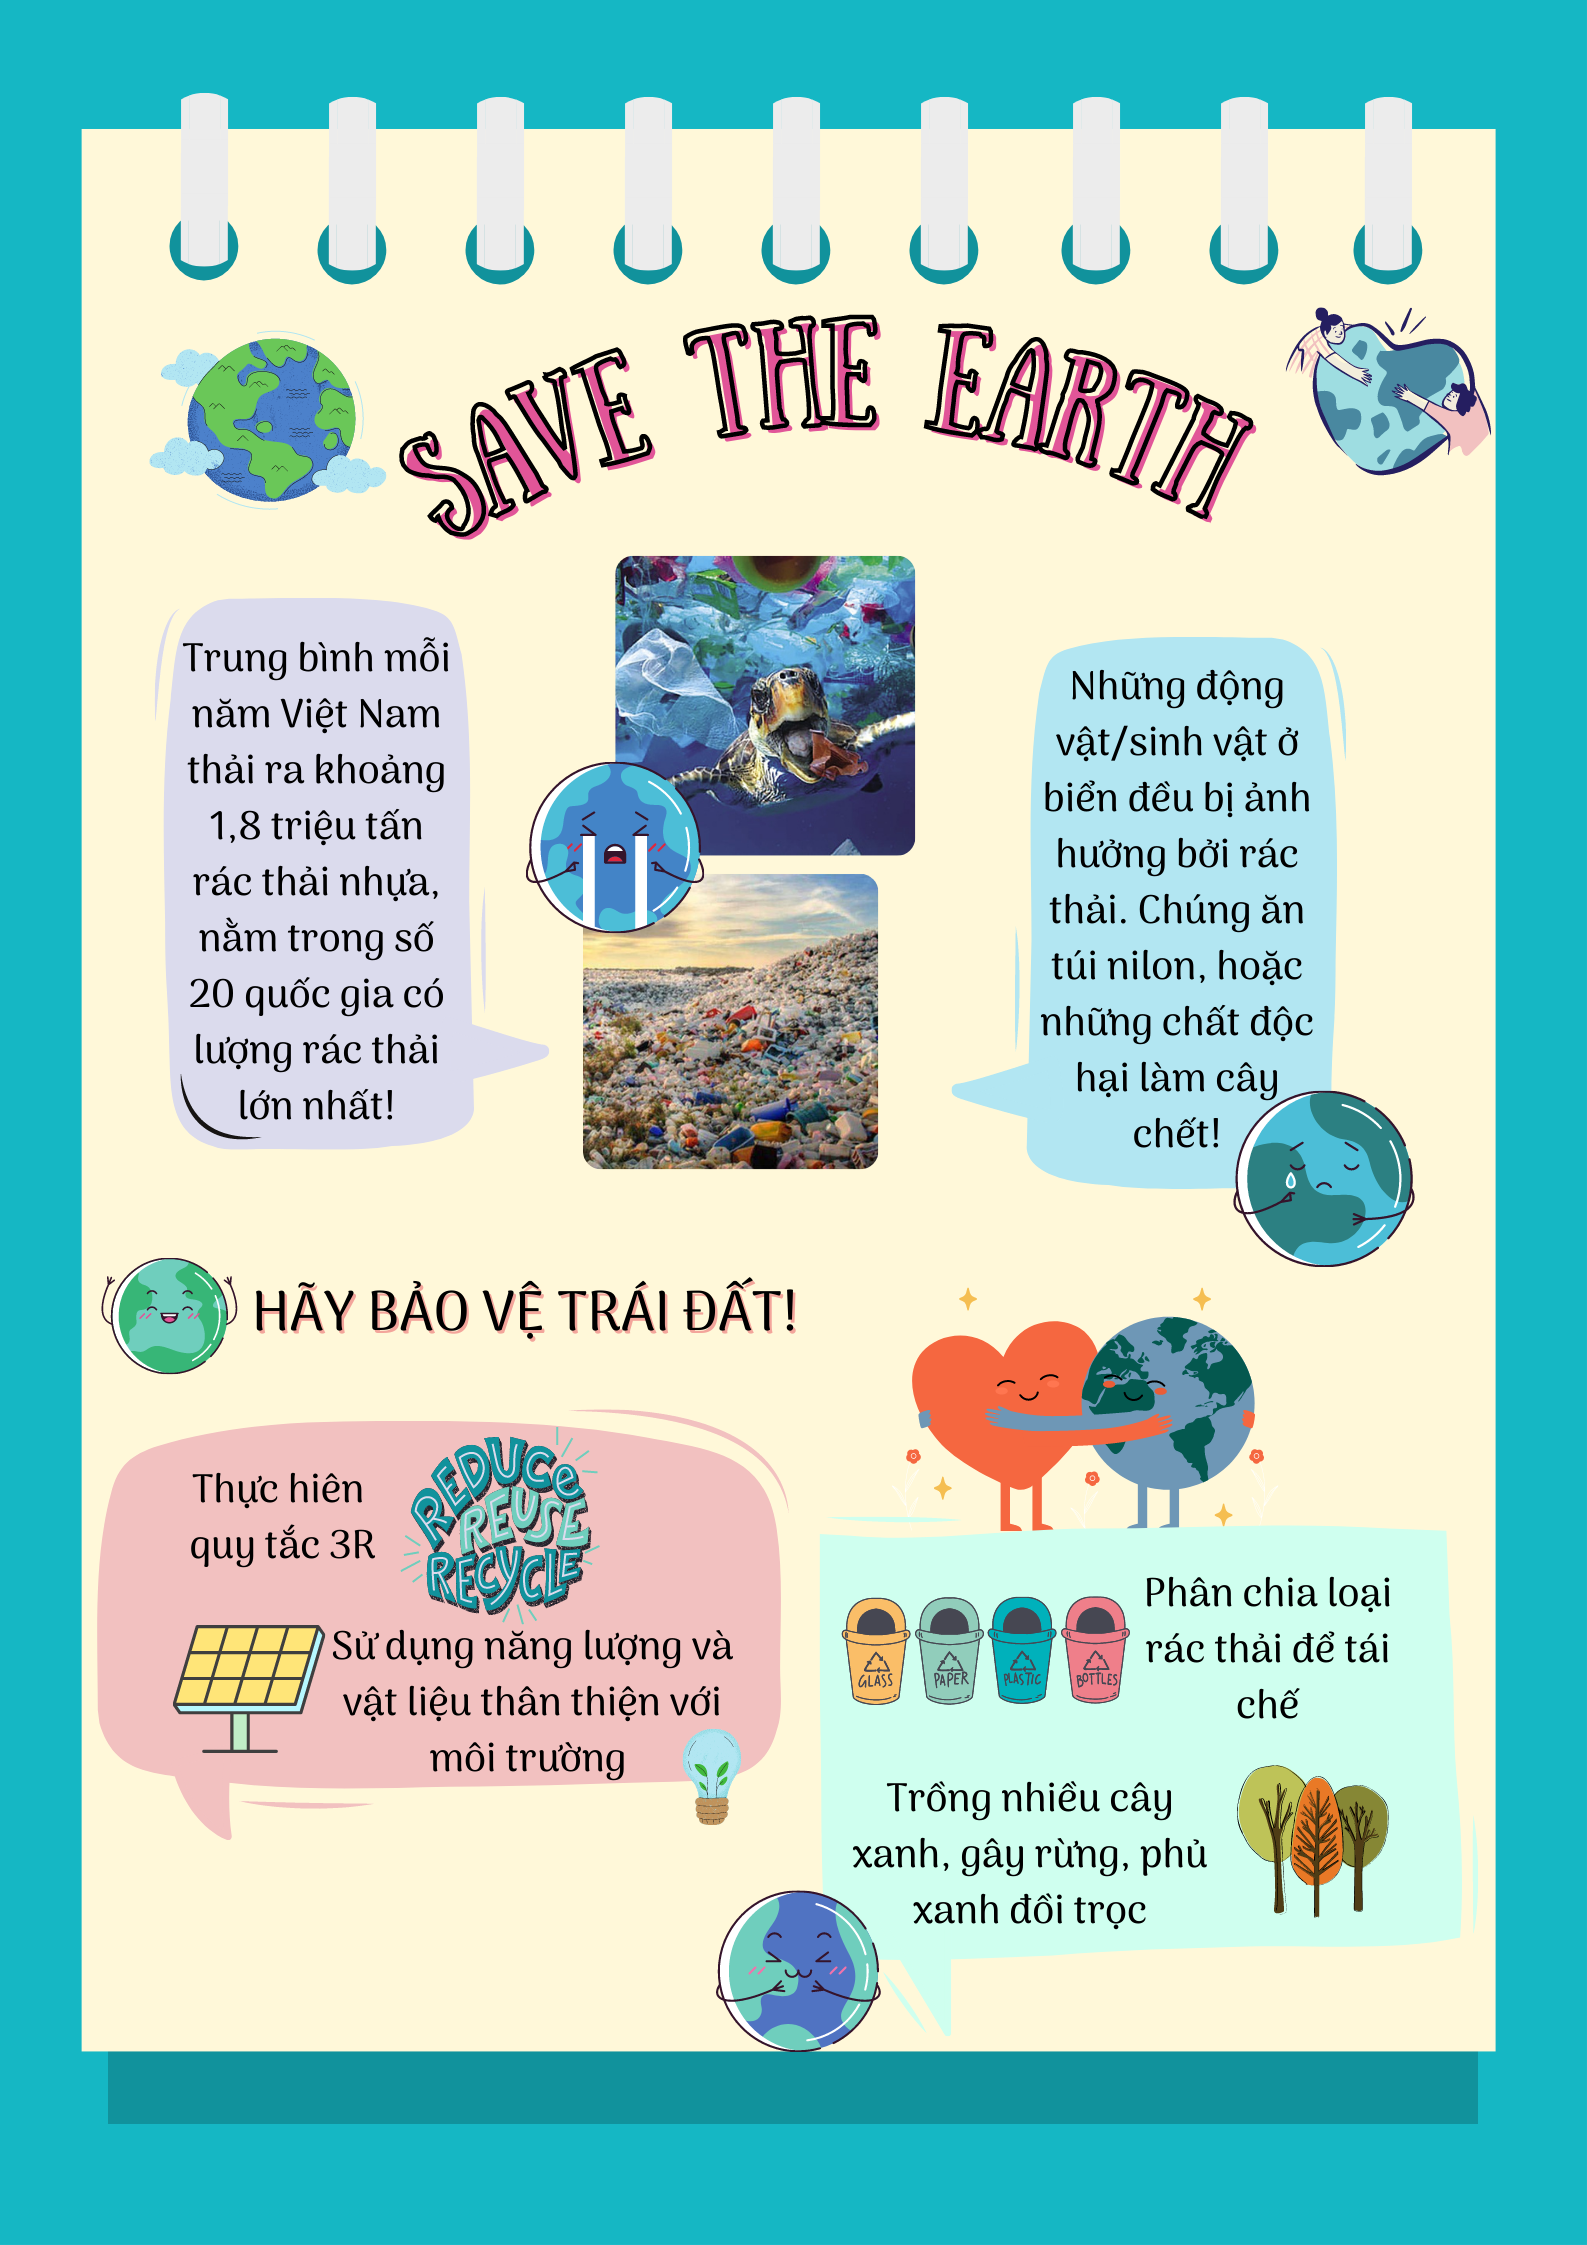 SAVE THE EARTH
Trung bình mỗi
năm Việt Nam
thải ra khoảng
1,8 triệu tấn
rác thải nhựa,
nằm trong số
20 quốc gia có
lượng rác thải
lớn nhất!
Những động
vật/sinh vật ở
biển đều bị ảnh
hưởng bởi rác
thải. Chúng ăn
túi nilon, hoặc
những chất độc
hại làm cây
chết!
HÃY BẢO VỆ TRÁI ĐẤT!
Thực hiên
quy tắc 3R
REDUCe
REUSE
RECYCLE
Sử dụng năng lượng và
vật liệu thân thiện với
môi trường
GLASS
PAPER
PLASTIC
BOTTLES
Phân chia loại
rác thải để tái
chế
Trồng nhiều cây
xanh, gây rừng, phủ
xanh đồi trọc